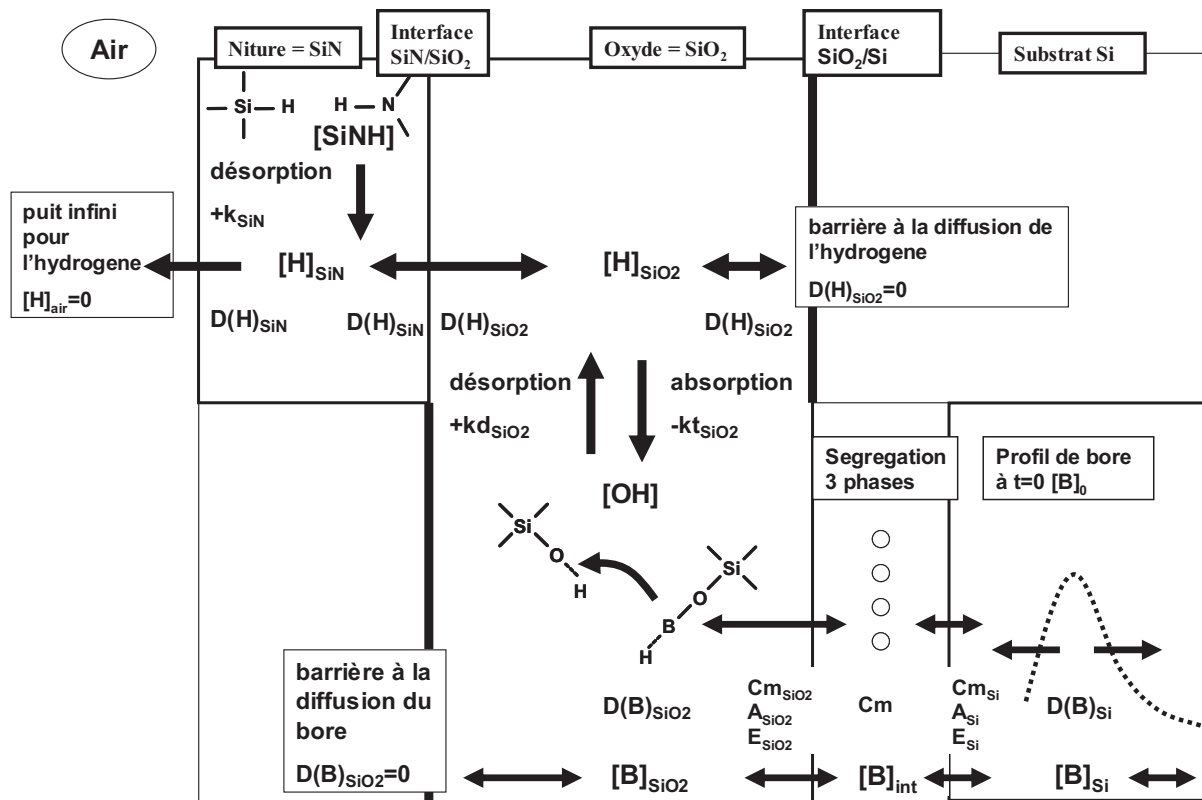 Air
Niture = SiN
Interface
SiN/SiO2
Oxyde = SiO2
Interface
SiO2/Si
Substrat Si
Si
H
H
N
[SiNH]
désorption
+kSiN
puit infini
pour
l'hydrogene
[H]air=0
[H]SiN
[H]SiO2
barrière à la diffusion de
l'hydrogene
D(H)SiO2=0
D(H)SiN
D(H)SiN
D(H)SiO2
D(H)SiO2
désorption
+kdSiO2
absorption
-ktSiO2
[OH]
Segregation
3 phases
Profil de bore
à t=0 [B]0
Si
O
H
Si
O
B
H
barrière à la
diffusion du
bore
D(B)SiO2=0
D(B)SiO2
CmSiO2
ASiO2
ESiO2
Cm
CmSi
ASi
ESi
D(B)Si
[B]SiO2
[B]int
[B]Si